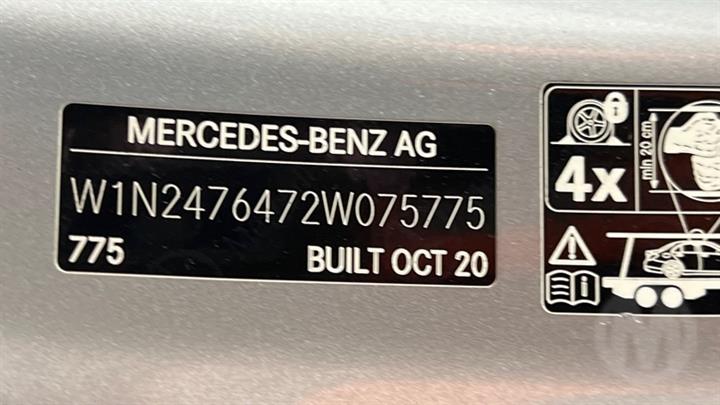 MERCEDES-BENZ AG
W1N2476472W075775
775 BUILT OCT 20
4x
min 20 cm